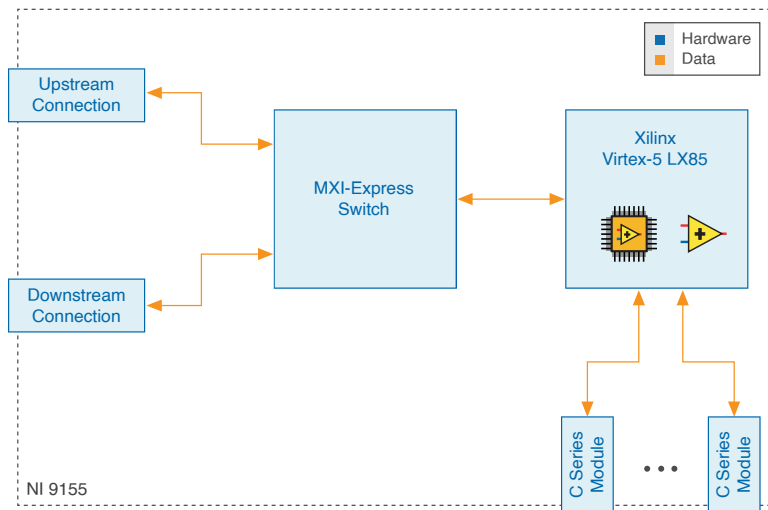 Hardware
Data
Upstream
Connection
MXI-Express
Switch
Xilinx
Virtex-5 LX85
Downstream
Connection
C Series
Module
C Series
Module
NI 9155